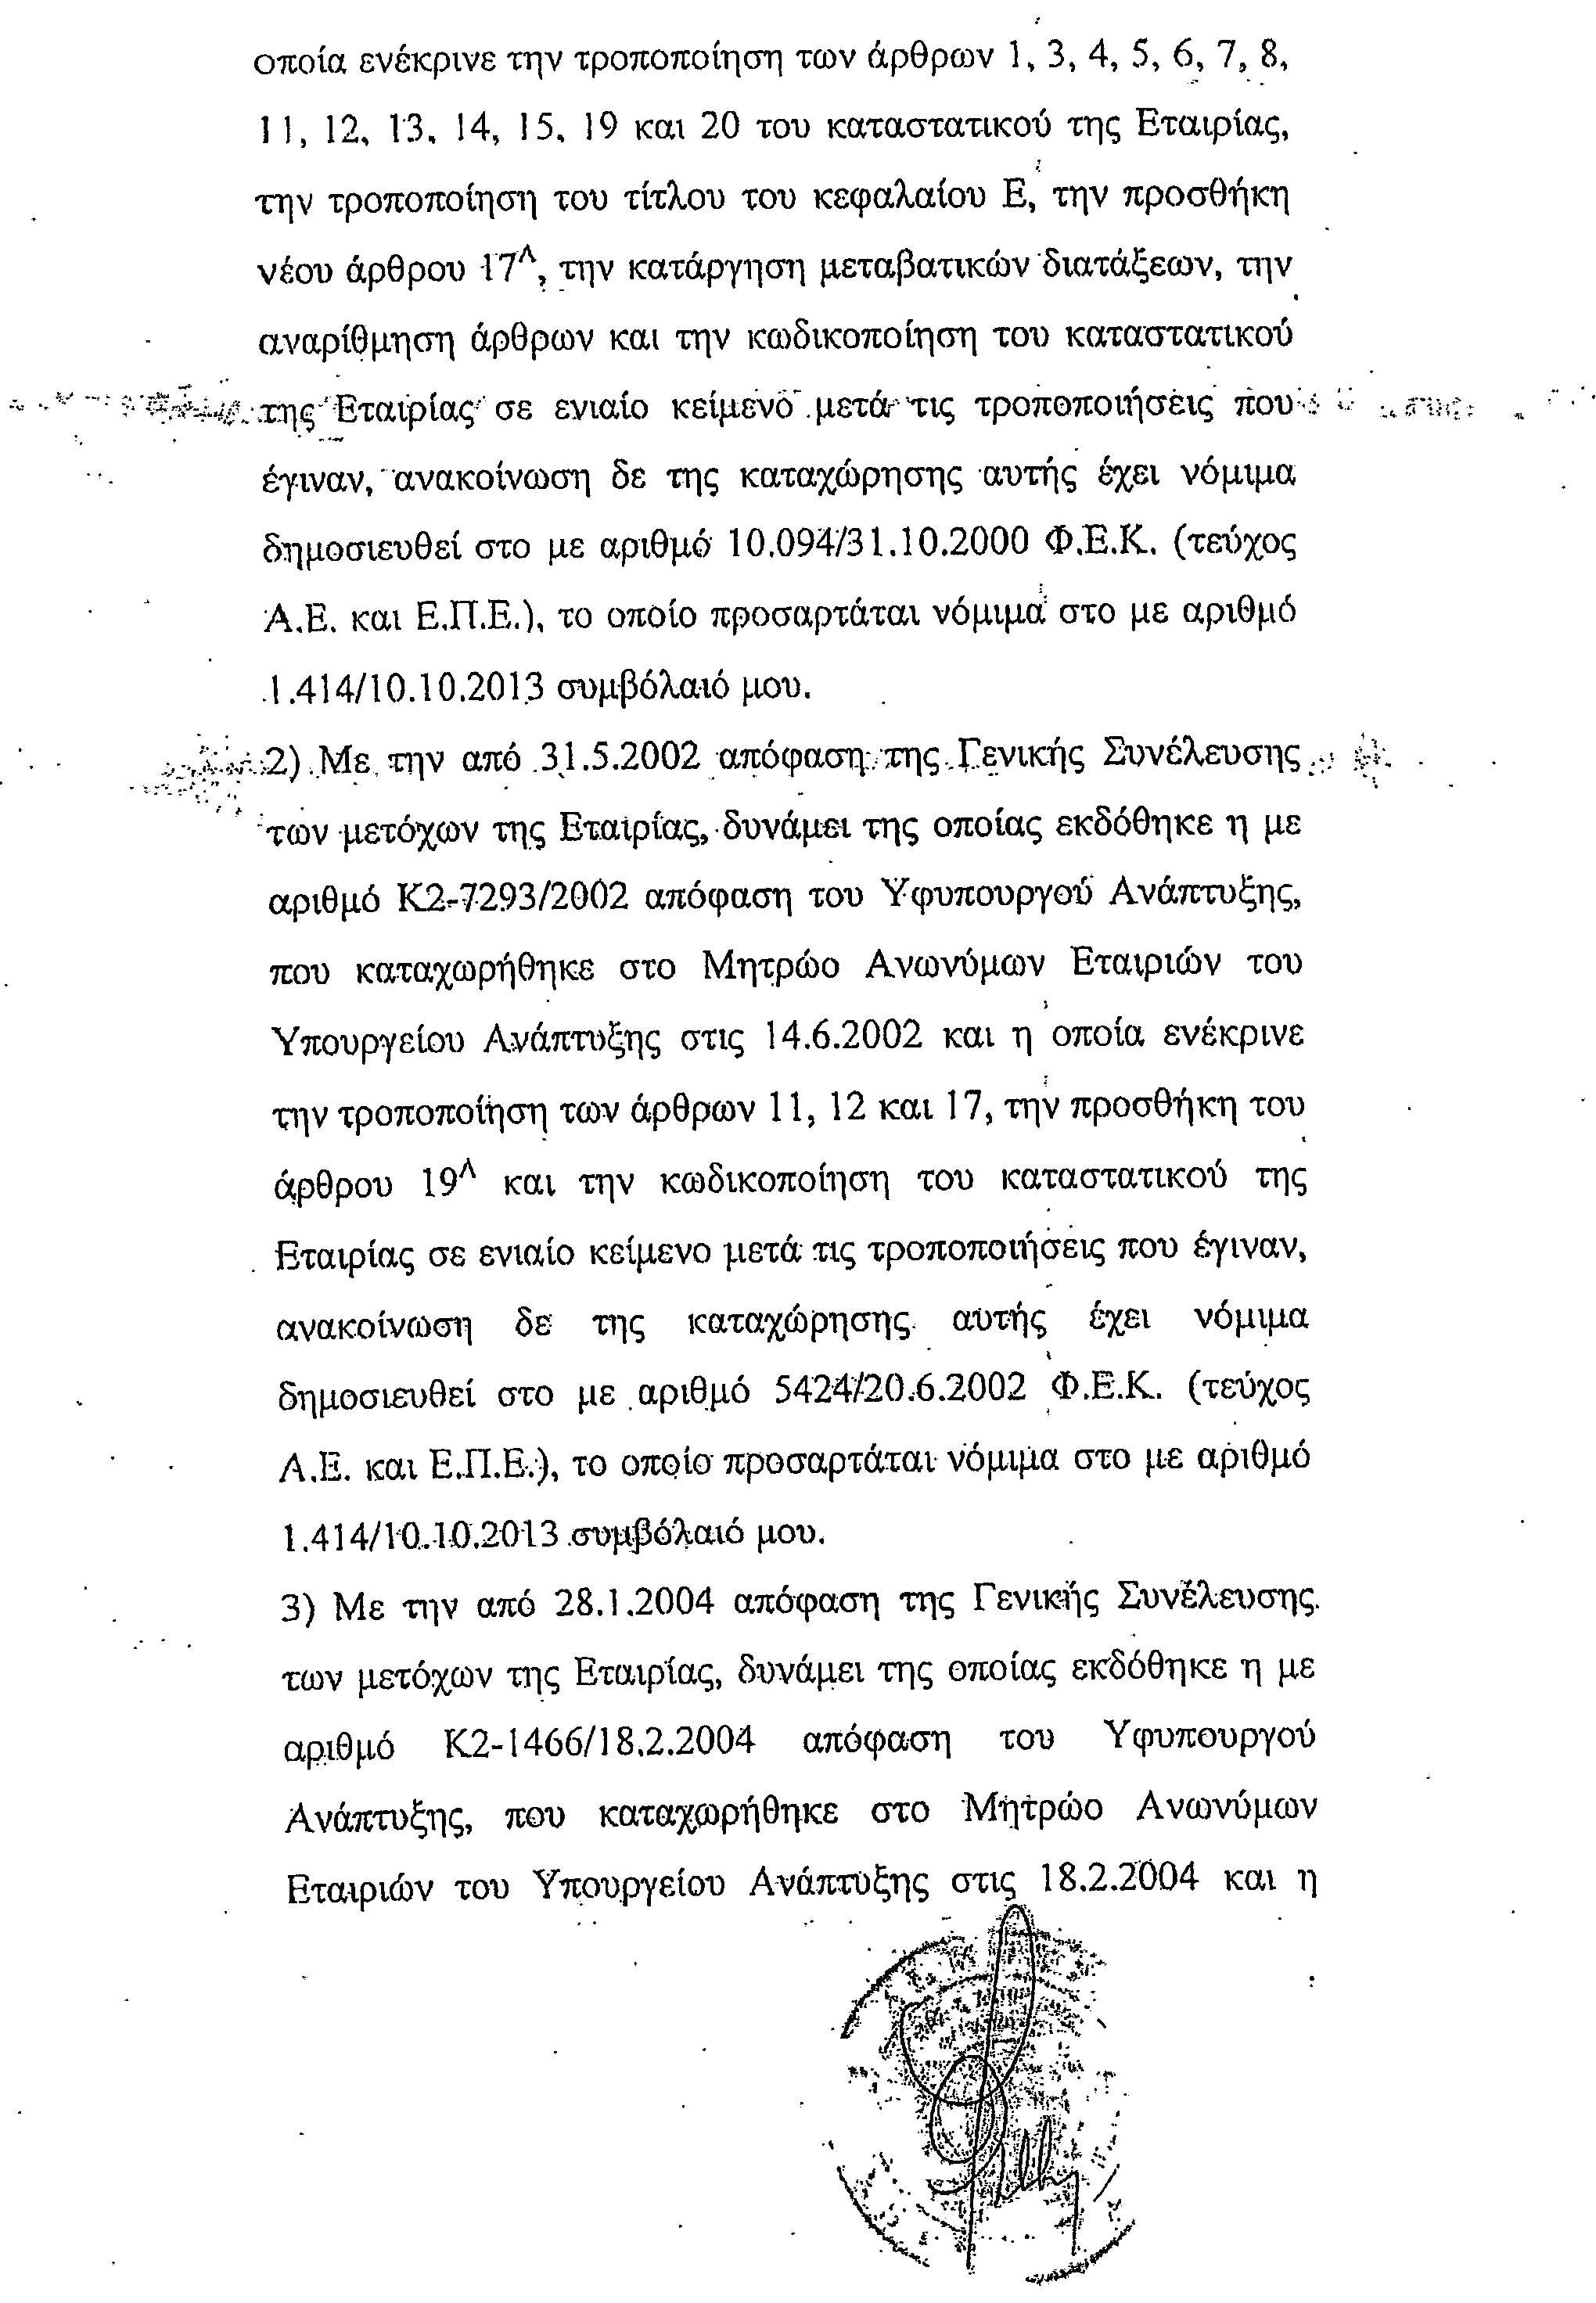 οποία ενέκρινε την τροποποίηση των άρθρων 1, 3, 4, 5, 6, 7, 8,
11, 12, 13, 14, 15, 19 και 20 του καταστατικού της Εταιρίας,
την τροποποίηση του τίτλου του κεφαλαίου Ε, την προσθήκη
νέου άρθρου 17Α, την κατάργηση μεταβατικών διατάξεων, την
αναρίθμηση άρθρων και την κωδικοποίηση του καταστατικού
της Εταιρίας σε ενιαίο κείμενο μετά τις τροποποιήσεις που
έγιναν, ανακοίνωση δε της καταχώρησης αυτής έχει νόμιμα
δημοσιευθεί στο με αριθμό 10.094/31.10.2000 Φ.Ε.Κ. (τεύχος
Α.Ε. και Ε.Π.Ε.), το οποίο προσαρτάται νόμιμα στο με αριθμό
1.414/10.10.2013 συμβόλαιό μου.
2) Με την από 31.5.2002 απόφαση της Γενικής Συνέλευσης
των μετόχων της Εταιρίας, δυνάμει της οποίας εκδόθηκε η με
αριθμό Κ2-7293/2002 απόφαση του Υφυπουργού Ανάπτυξης,
που καταχωρήθηκε στο Μητρώο Ανωνύμων Εταιριών του
Υπουργείου Ανάπτυξης στις 14.6.2002 και η οποία ενέκρινε
την τροποποίηση των άρθρων 11, 12 και 17, την προσθήκη του
άρθρου 19Α και την κωδικοποίηση του καταστατικού της
Εταιρίας σε ενιαίο κείμενο μετά τις τροποποιήσεις που έγιναν,
ανακοίνωση δε της καταχώρησης αυτής έχει νόμιμα
δημοσιευθεί στο με αριθμό 5424/20.6.2002 Φ.Ε.Κ. (τεύχος
Α.Ε. και Ε.Π.Ε.), το οποίο προσαρτάται νόμιμα στο με αριθμό
1.414/10.10.2013 συμβόλαιό μου.
3) Με την από 28.1.2004 απόφαση της Γενικής Συνέλευσης
των μετόχων της Εταιρίας, δυνάμει της οποίας εκδόθηκε η με
αριθμό Κ2-1466/18.2.2004 απόφαση του Υφυπουργού
Ανάπτυξης, που καταχωρήθηκε στο Μητρώο Ανωνύμων
Εταιριών του Υπουργείου Ανάπτυξης στις 18.2.2004 και η